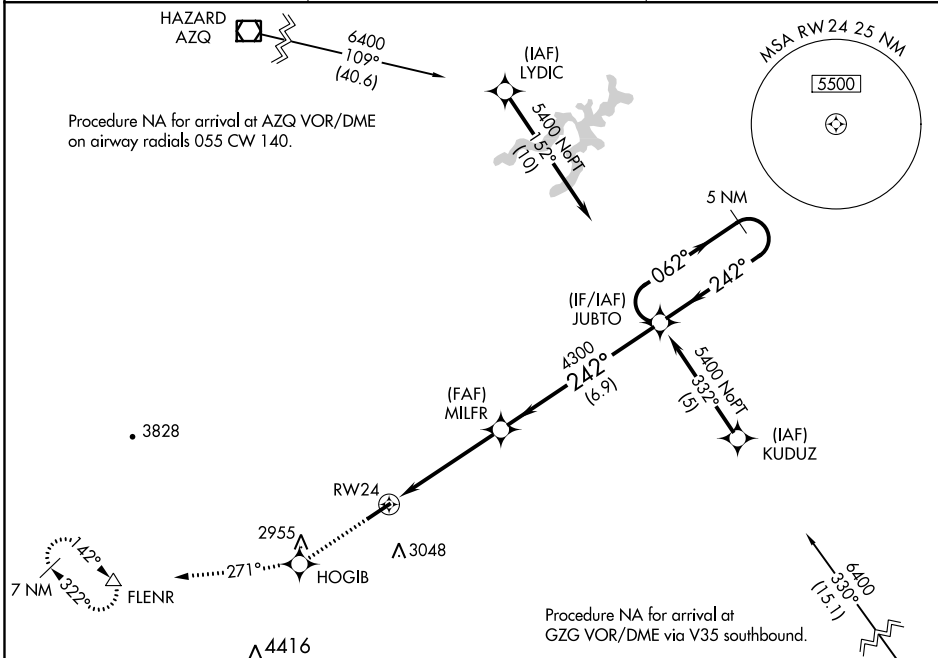 HAZARD
AZQ
6400
109°
(40.6)
(IAF)
LYDIC
MSA RW 24 25 NM
5500
Procedure NA for arrival at AZQ VOR/DME
on airway radials 055 CW 140.
5400 NoPT
152°
(10)
5 NM
062°
242°
(IF/IAF)
JUBTO
4300
242°
(6.9)
5400 NoPT
332°
(5)
(FAF)
MILFR
(IAF)
KUDUZ
3828
RW24
2955
3048
142°
322°
7 NM
FLENR
271°
HOGIB
6400
330°
(15.1)
Procedure NA for arrival at
GZG VOR/DME via V35 southbound.
4416